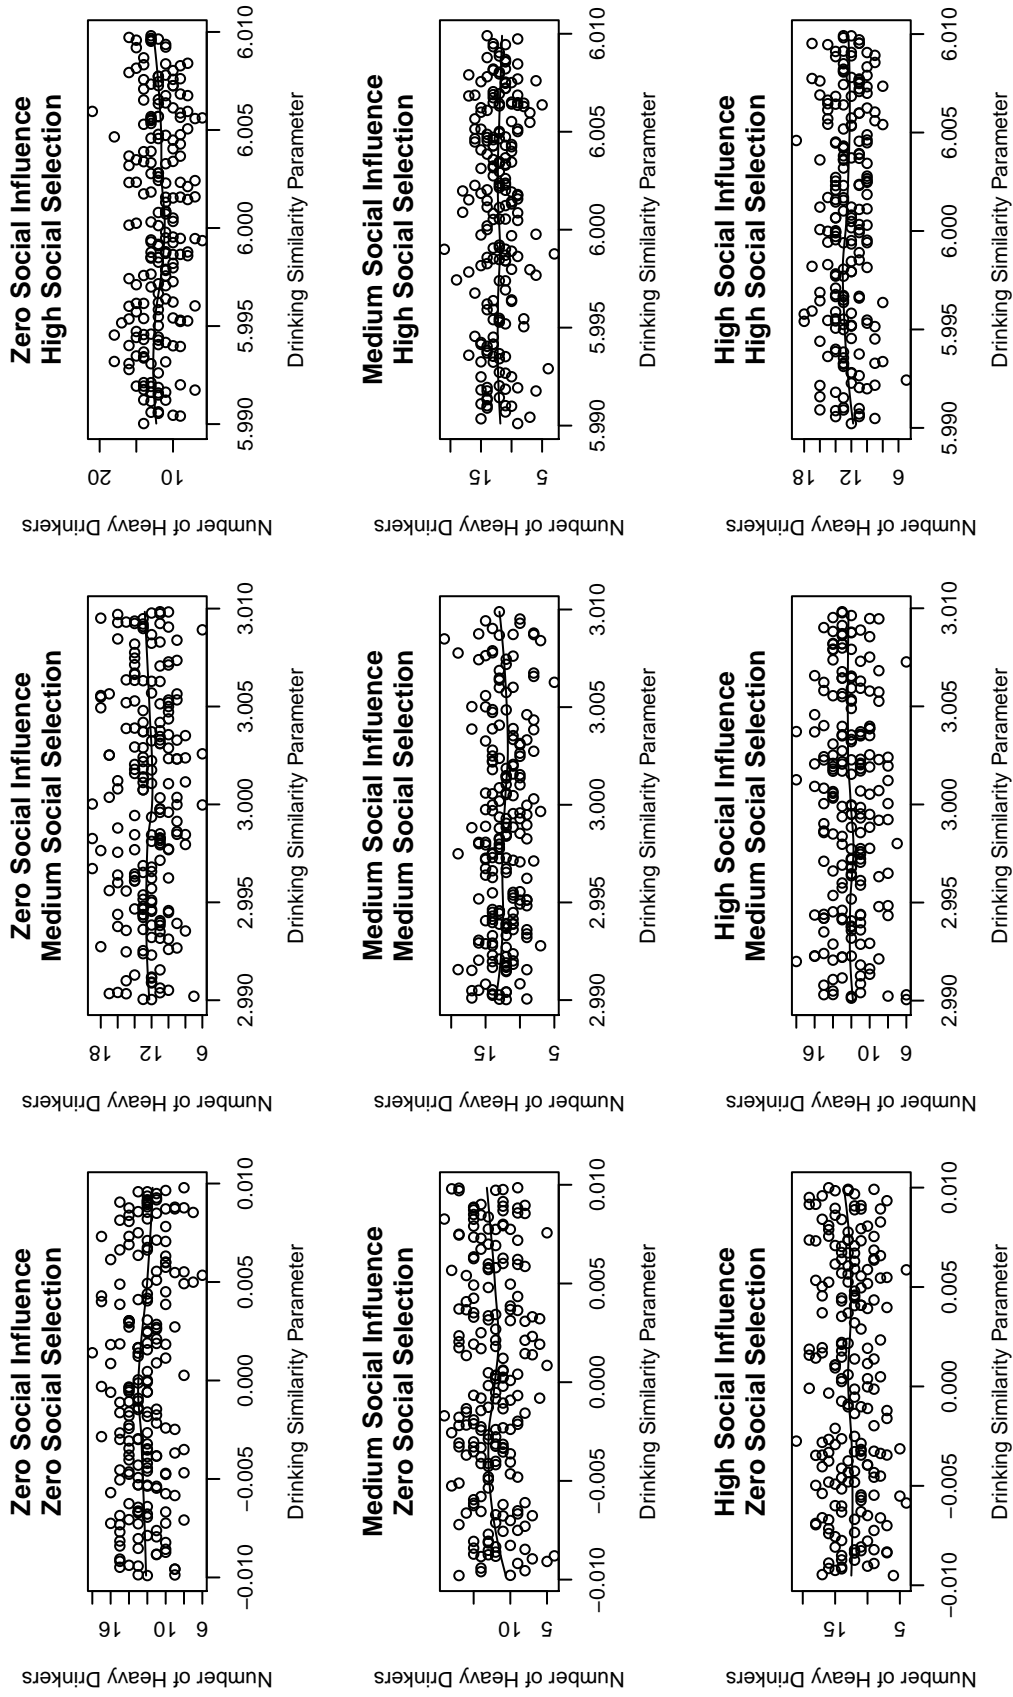 Zero Social Influence
Zero Social Selection
Number of Heavy Drinkers
16
10
6
−0.010 −0.005 0.000 0.005 0.010
Drinking Similarity Parameter
Zero Social Influence
Medium Social Selection
Number of Heavy Drinkers
18
12
6
2.990 2.995 3.000 3.005 3.010
Drinking Similarity Parameter
Zero Social Influence
High Social Selection
Number of Heavy Drinkers
20
10
5.990 5.995 6.000 6.005 6.010
Drinking Similarity Parameter
Medium Social Influence
Zero Social Selection
Number of Heavy Drinkers
10
5
−0.010 −0.005 0.000 0.005 0.010
Drinking Similarity Parameter
Medium Social Influence
Medium Social Selection
Number of Heavy Drinkers
15
5
2.990 2.995 3.000 3.005 3.010
Drinking Similarity Parameter
Medium Social Influence
High Social Selection
Number of Heavy Drinkers
15
5
5.990 5.995 6.000 6.005 6.010
Drinking Similarity Parameter
High Social Influence
Zero Social Selection
Number of Heavy Drinkers
15
5
−0.010 −0.005 0.000 0.005 0.010
Drinking Similarity Parameter
High Social Influence
Medium Social Selection
Number of Heavy Drinkers
16
10
6
2.990 2.995 3.000 3.005 3.010
Drinking Similarity Parameter
High Social Influence
High Social Selection
Number of Heavy Drinkers
18
12
6
5.990 5.995 6.000 6.005 6.010
Drinking Similarity Parameter